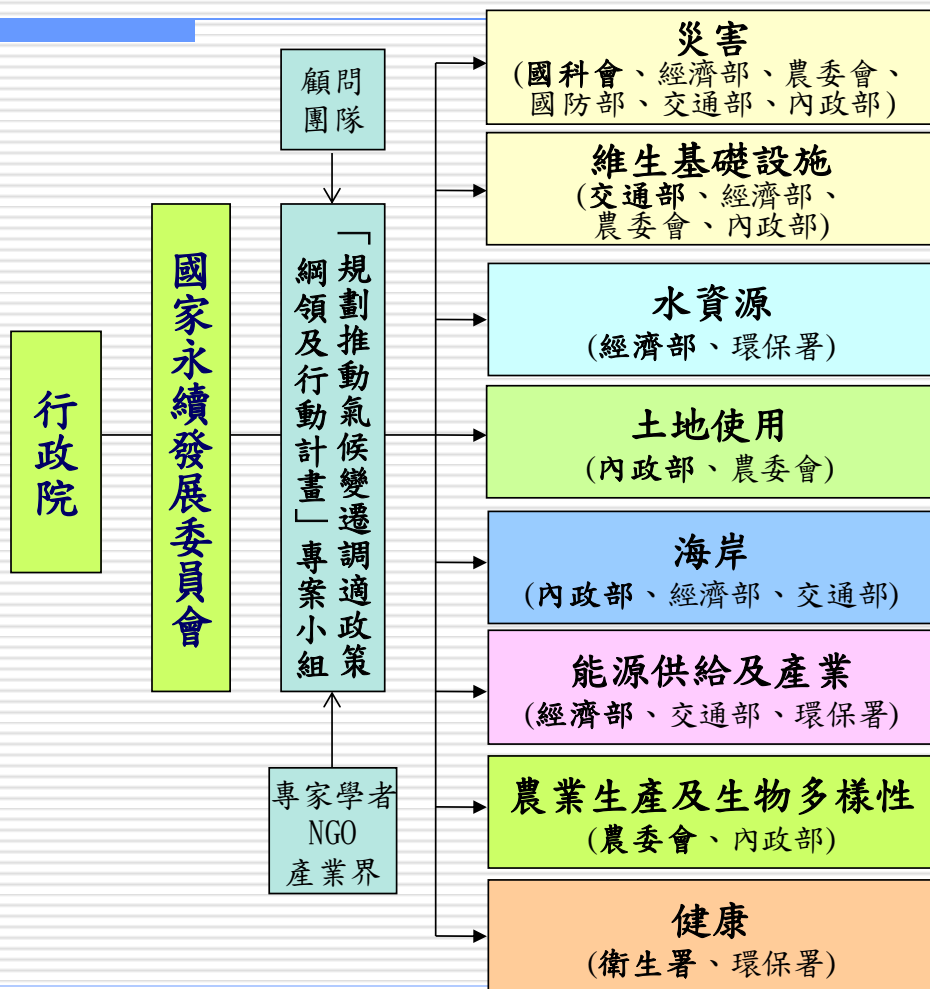 行政院
國家永續發展委員會
顧問
團隊
「規劃推動氣候變遷調適政策
綱領及行動計畫」專案小組
專家學者
NGO
產業界
災害
(國科會、經濟部、農委會、
國防部、交通部、內政部)
維生基礎設施
(交通部、經濟部、
農委會、內政部)
水資源
(經濟部、環保署)
土地使用
(內政部、農委會)
海岸
(內政部、經濟部、交通部)
能源供給及產業
(經濟部、交通部、環保署)
農業生產及生物多樣性
(農委會、內政部)
健康
(衛生署、環保署)